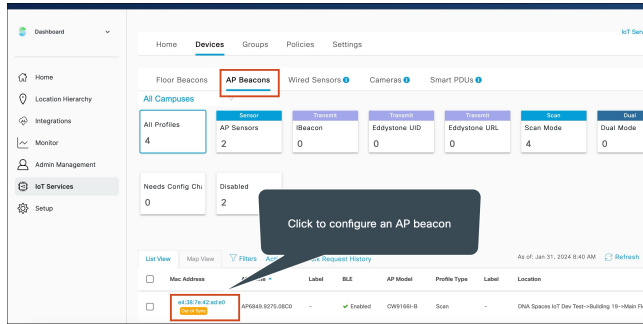 IoT Serv
Dashboard
Home Devices Groups Policies Settings
Home
Location Hierarchy
Integrations
Monitor
Admin Management
IoT Services
Setup
Floor Beacons AP Beacons Wired Sensors Cameras Smart PDUs
All Campuses
All Profiles
4
Sensor
AP Sensors
2
Transmit
IBeacon
0
Transmit
Eddystone UID
0
Transmit
Eddystone URL
0
Scan
Scan Mode
4
Dual
Dual Mode
0
Needs Config Cha
0
Disabled
2
Click to configure an AP beacon
List View Map View Filters Acti Request History As of: Jan 31, 2024 8:40 AM Refresh
Mac Address Label BLE AP Model Profile Type Label Location
e4:38:7e:42:ad:e0
Out of Sync
AP6849.9275.08C0 - Enabled CW9166I-B Scan - DNA Spaces IoT Dev Test->Building 19->Main Fl